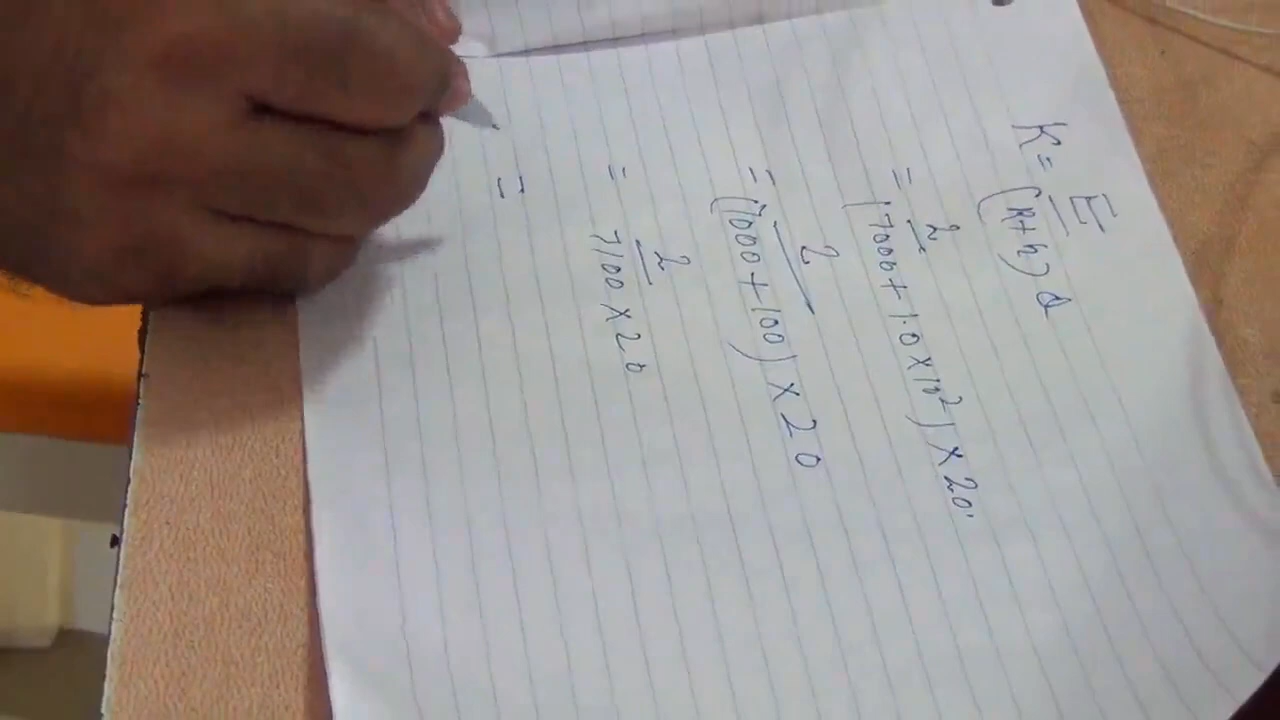 K = E / (R+h) Q
= 2 / (7000 + 1.0 × 10²) × 20
= 2 / (7000 + 100) × 20
= 2 / 7100 × 20
=